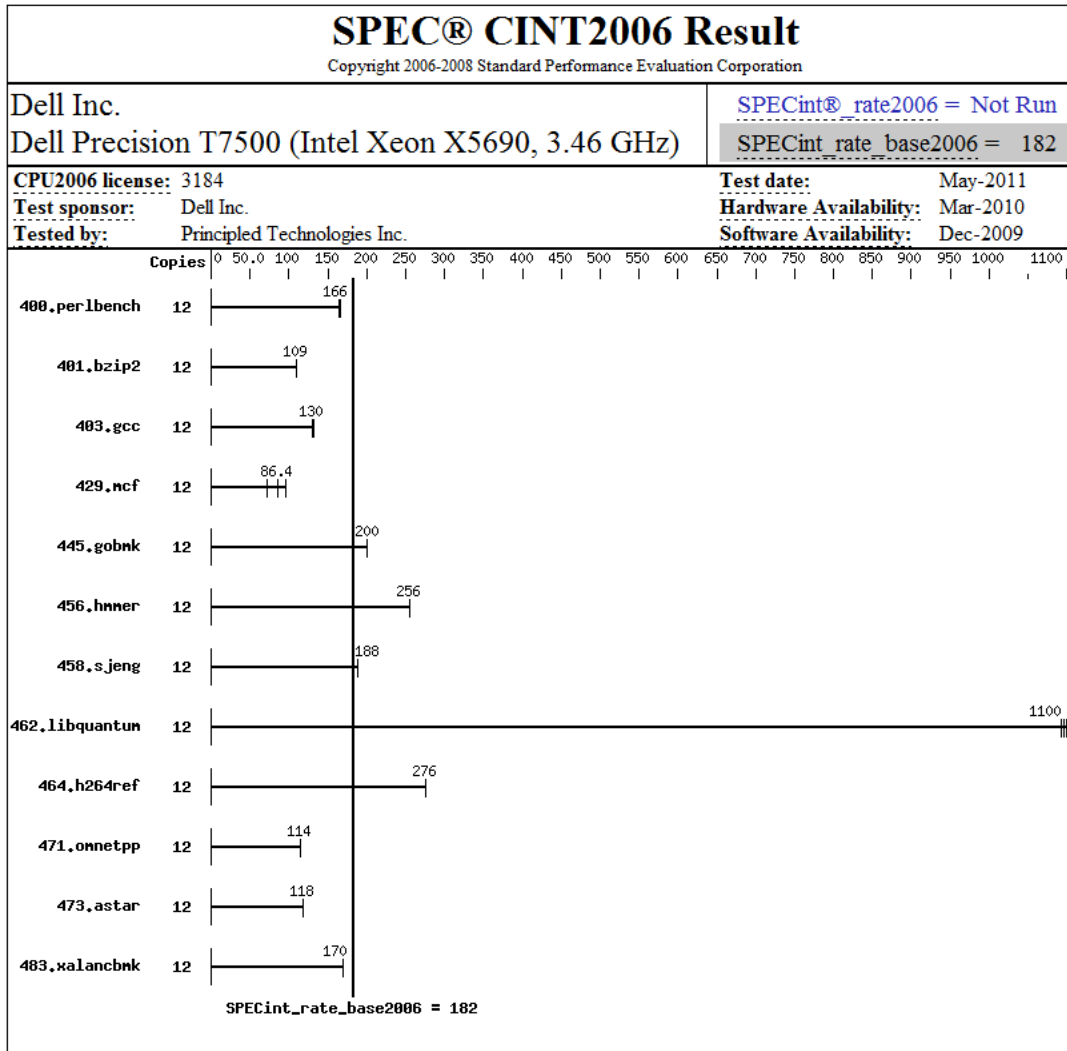 SPEC® CINT2006 Result
Copyright 2006-2008 Standard Performance Evaluation Corporation
Dell Inc.
Dell Precision T7500 (Intel Xeon X5690, 3.46 GHz)
SPECint®_rate2006 = Not Run
SPECint_rate_base2006 = 182
CPU2006 license: 3184
Test sponsor: Dell Inc.
Tested by: Principled Technologies Inc.
Test date: May-2011
Hardware Availability: Mar-2010
Software Availability: Dec-2009
Copies 0 50.0 100 150 200 250 300 350 400 450 500 550 600 650 700 750 800 850 900 950 1000 1100
400.perlbench 12 166
401.bzip2 12 109
403.gcc 12 130
429.mcf 12 86.4
445.gobmk 12 200
456.hmmer 12 256
458.sjeng 12 188
462.libquantum 12 1100
464.h264ref 12 276
471.omnetpp 12 114
473.astar 12 118
483.xalancbmk 12 170
SPECint_rate_base2006 = 182